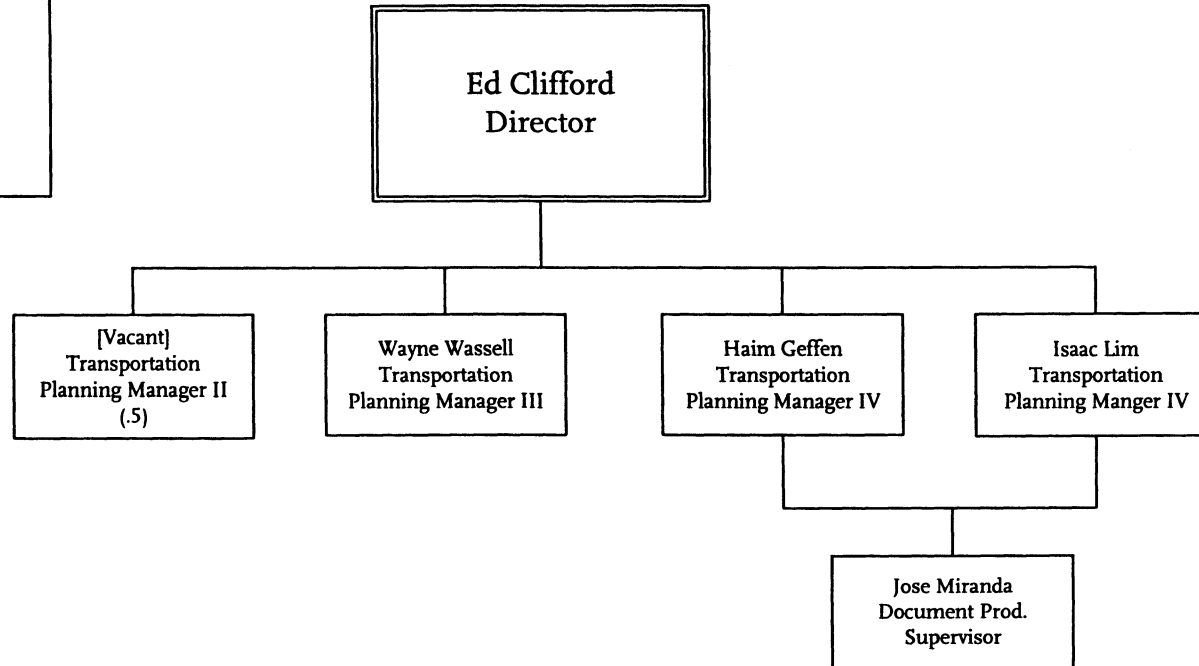 Ed Clifford
Director
[Vacant]
Transportation
Planning Manager II
(.5)
Wayne Wassell
Transportation
Planning Manager III
Haim Geffen
Transportation
Planning Manager IV
Isaac Lim
Transportation
Planning Manger IV
Jose Miranda
Document Prod.
Supervisor